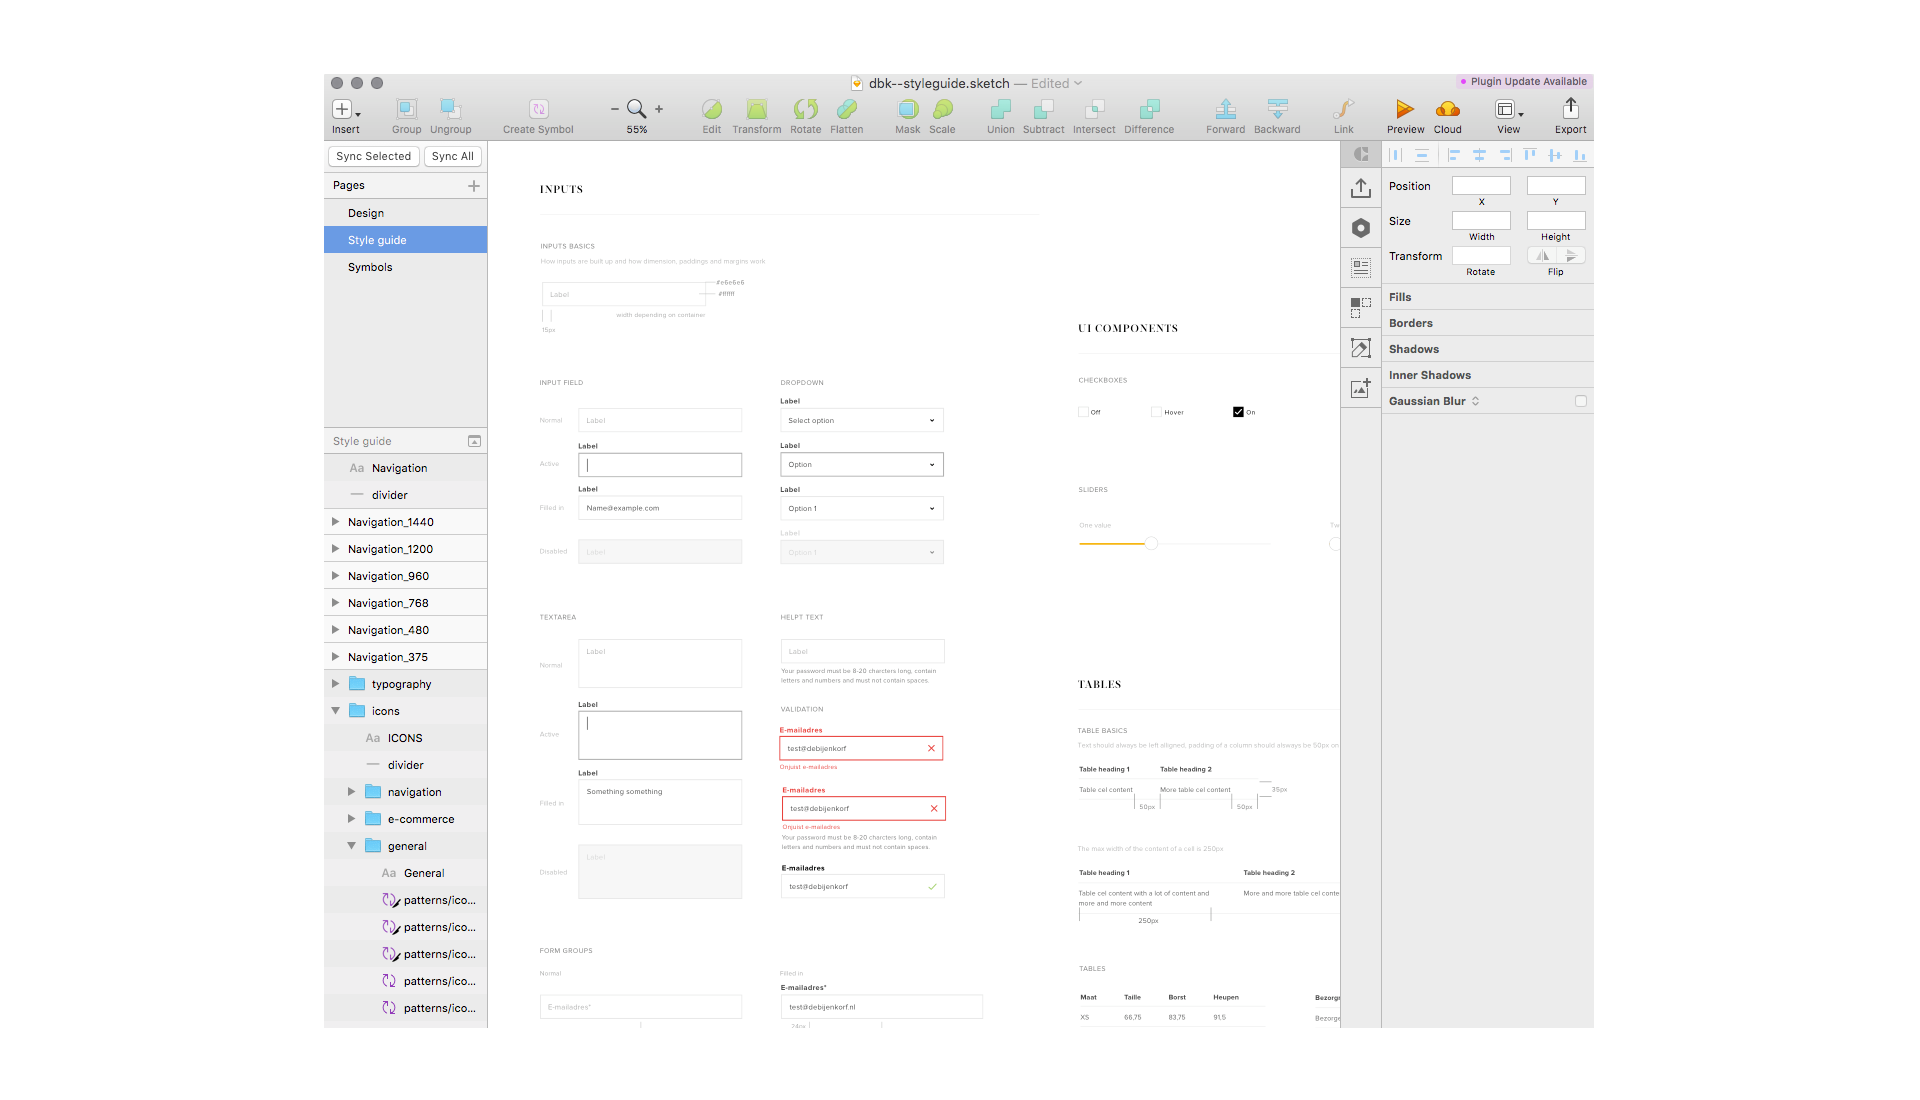 dbk--styleguide.sketch — Edited
Plugin Update Available
Insert
Group
Ungroup
Create Symbol
55%
Edit
Transform
Rotate
Flatten
Mask
Scale
Union
Subtract
Intersect
Difference
Forward
Backward
Link
Preview
Cloud
View
Export
Sync Selected
Sync All
Pages
Design
Style guide
Symbols
Style guide
Aa Navigation
divider
Navigation_1440
Navigation_1200
Navigation_960
Navigation_768
Navigation_480
Navigation_375
typography
icons
Aa ICONS
divider
navigation
e-commerce
general
Aa General
patterns/ico...
patterns/ico...
patterns/ico...
patterns/ico...
patterns/ico...
INPUTS
INPUTS BASICS
How inputs are built up and how dimension, paddings and margins work
Label
#e6e6e6
#ffffff
width depending on container
15px
INPUT FIELD
Normal
Label
Label
Active
Label
Filled in
Name@example.com
Disabled
Label
DROPDOWN
Label
Select option
Label
Option
Label
Option 1
Label
Option 1
TEXTAREA
Normal
Label
Label
Active
Label
Filled in
Something something
Disabled
Label
HELPT TEXT
Label
Your password must be 8-20 charcters long, contain
letters and numbers and must not contain spaces.
VALIDATION
E-mailadres
test@debijenkorf
Onjuist e-mailadres
E-mailadres
test@debijenkorf
Onjuist e-mailadres
Your password must be 8-20 charcters long, contain
letters and numbers and must not contain spaces.
E-mailadres
test@debijenkorf
FORM GROUPS
Normal
E-mailadres*
Filled in
E-mailadres*
test@debijenkorf.nl
24px
UI COMPONENTS
CHECKBOXES
Off
Hover
On
SLIDERS
One value
Tw
TABLES
TABLE BASICS
Text should always be left alligned, padding of a column should alsways be 50px on
Table heading 1
Table heading 2
Table cel content
More table cel content
35px
50px
50px
The max width of the content of a cell is 250px
Table heading 1
Table heading 2
Table cel content with a lot of content and
more and more content
More and more table cel conte
250px
TABLES
Maat
Taille
Borst
Heupen
Bezorg
XS
66,75
83,75
91,5
Bezorge
Position
X
Y
Size
Width
Height
Transform
Rotate
Flip
Fills
Borders
Shadows
Inner Shadows
Gaussian Blur